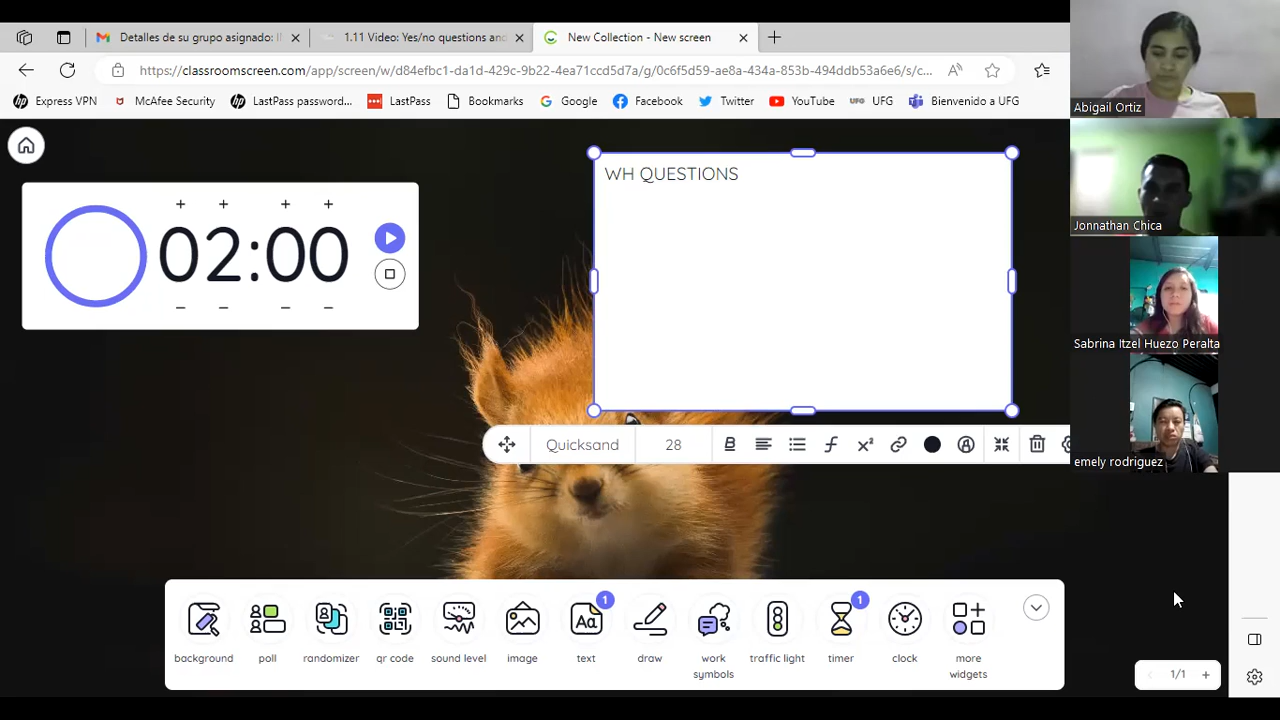 Detalles de su grupo asignado: II
1.11 Video: Yes/no questions and
New Collection - New screen
https://classroomscreen.com/app/screen/w/d84efbc1-da1d-429c-9b22-4ea71ccd5d7a/g/0c6f5d59-ae8a-434a-853b-494ddb53a6e6/s/c...
Express VPN
McAfee Security
LastPass password...
LastPass
Bookmarks
Google
Facebook
Twitter
YouTube
UFG
UFG
Bienvenido a UFG
Abigail Ortiz
Jonnathan Chica
Sabrina Itzel Huezo Peralta
emely rodriguez
WH QUESTIONS
02:00
Quicksand
28
1
1
background
poll
randomizer
qr code
sound level
image
text
draw
work symbols
traffic light
timer
clock
more widgets
1/1